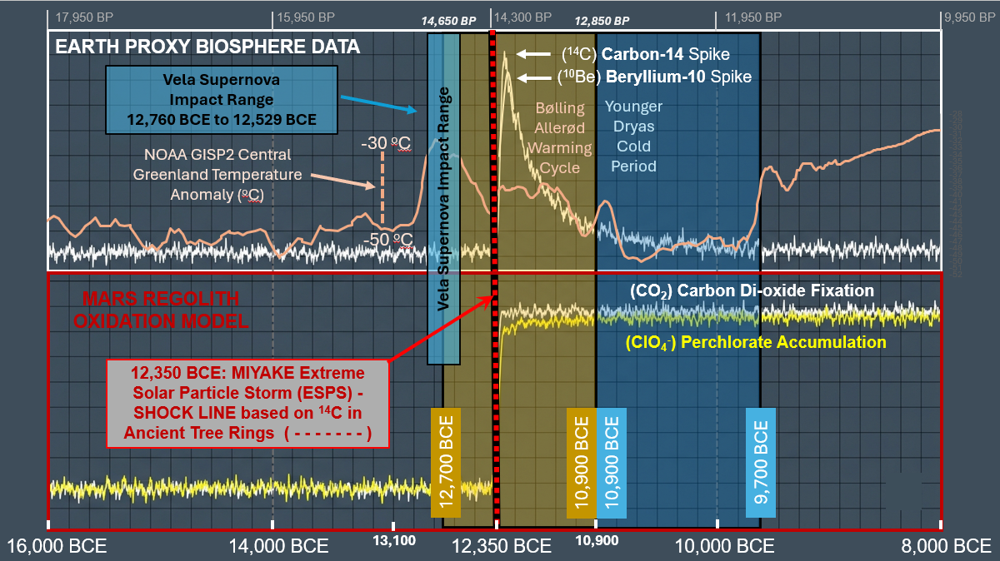 17,950 BP
15,950 BP
14,650 BP
14,300 BP
12,850 BP
11,950 BP
9,950 BP
EARTH PROXY BIOSPHERE DATA
Vela Supernova
Impact Range
12,760 BCE to 12,529 BCE
NOAA GISP2 Central
Greenland Temperature
Anomaly (ºC)
-30 ºC
-50 ºC
Vela Supernova Impact Range
(¹⁴C) Carbon-14 Spike
(¹⁰Be) Beryllium-10 Spike
Bølling
Allerød
Warming
Cycle
Younger
Dryas
Cold
Period
MARS REGOLITH
OXIDATION MODEL
(CO₂) Carbon Di-oxide Fixation
(ClO₄⁻) Perchlorate Accumulation
12,350 BCE: MIYAKE Extreme
Solar Particle Storm (ESPS) -
SHOCK LINE based on ¹⁴C in
Ancient Tree Rings ( - - - - - - - )
12,700 BCE
10,900 BCE
10,900 BCE
9,700 BCE
16,000 BCE
14,000 BCE
13,100
12,350 BCE
10,900
10,000 BCE
8,000 BCE